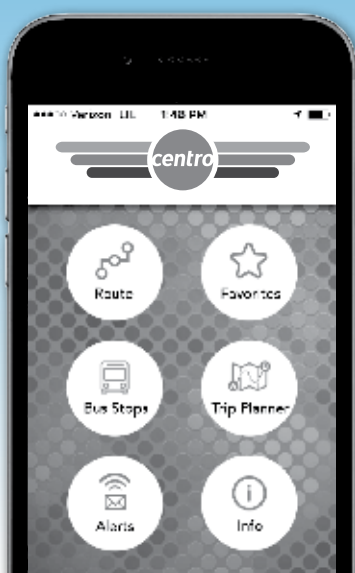 Verizon LTE 1:48 PM
centro
Route Favorites
Bus Stops Trip Planner
Alerts Info